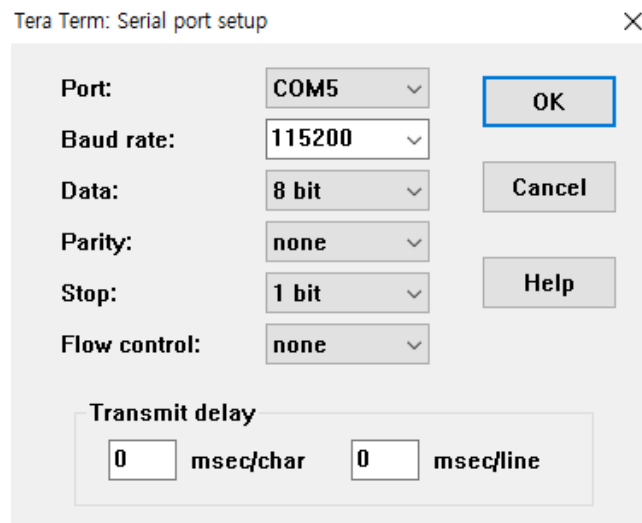 Tera Term: Serial port setup
Port: COM5
OK
Baud rate: 115200
Data: 8 bit
Cancel
Parity: none
Stop: 1 bit
Help
Flow control: none
Transmit delay
0 msec/char 0 msec/line